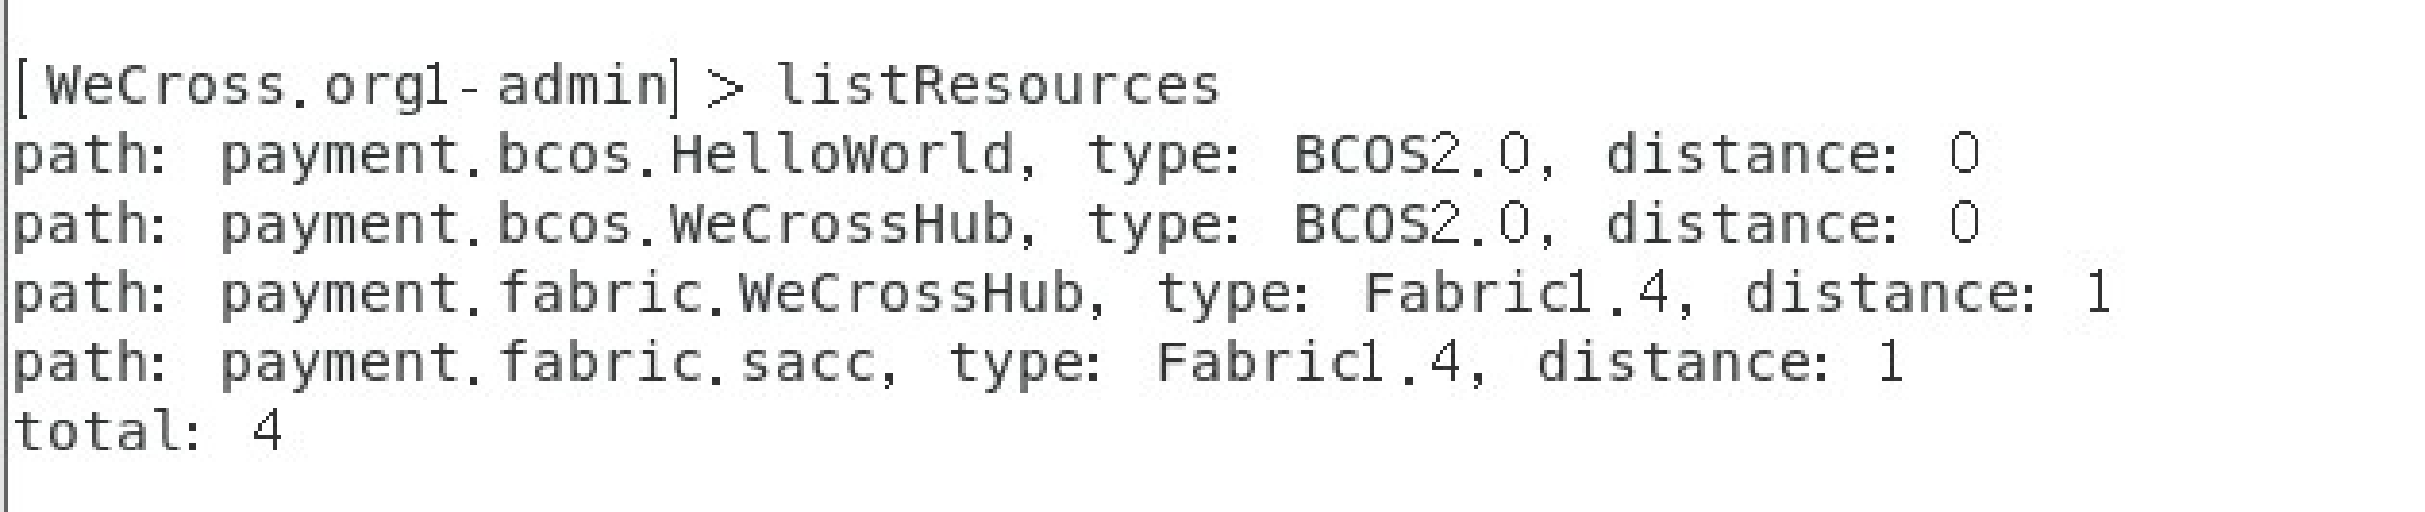 [WeCross.org1-admin]> listResources
path: payment.bcos.HelloWorld, type: BCOS2.0, distance: 0
path: payment.bcos.WeCrossHub, type: BCOS2.0, distance: 0
path: payment.fabric.WeCrossHub, type: Fabric1.4, distance: 1
path: payment.fabric.sacc, type: Fabric1.4, distance: 1
total: 4